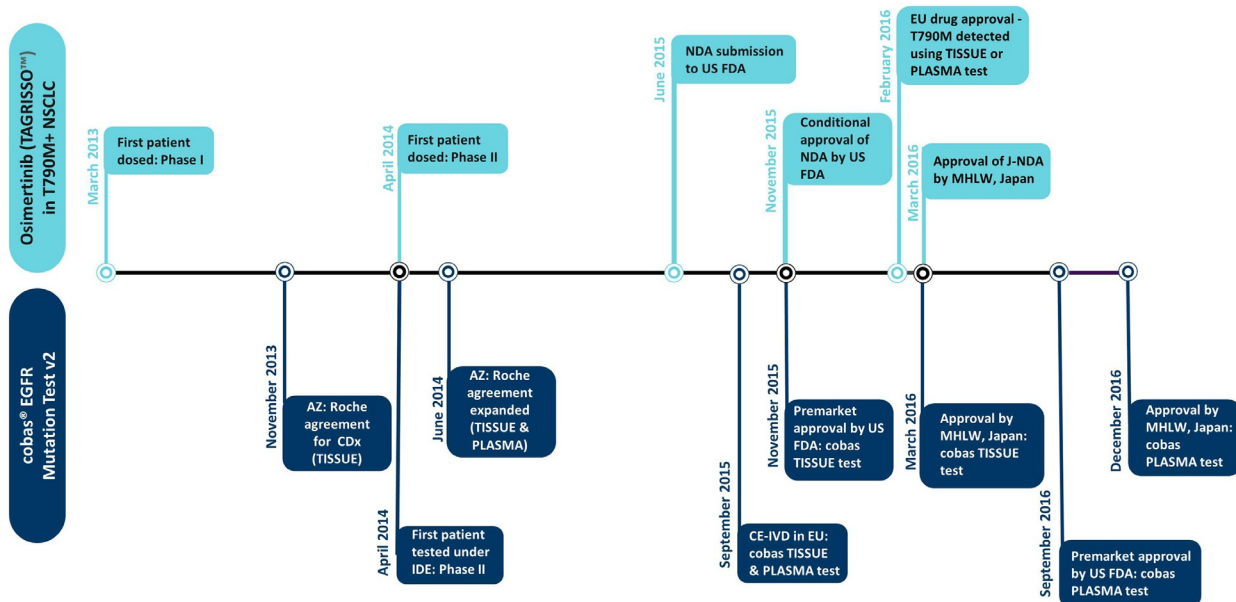 Osimertinib (TAGRISSO™)
in T790M+ NSCLC
March 2013
First patient
dosed: Phase I
April 2014
First patient
dosed: Phase II
June 2015
NDA submission
to US FDA
November 2015
Conditional
approval of
NDA by US
FDA
February 2016
EU drug approval -
T790M detected
using TISSUE or
PLASMA test
March 2016
Approval of J-NDA
by MHLW, Japan
cobas® EGFR
Mutation Test v2
November 2013
AZ: Roche
agreement
for CDx
(TISSUE)
April 2014
First patient
tested under
IDE: Phase II
June 2014
AZ: Roche
agreement
expanded
(TISSUE &
PLASMA)
September 2015
CE-IVD in EU:
cobas TISSUE
& PLASMA test
November 2015
Premarket
approval by US
FDA: cobas
TISSUE test
March 2016
Approval by
MHLW, Japan:
cobas TISSUE
test
September 2016
Premarket approval
by US FDA: cobas
PLASMA test
December 2016
Approval by
MHLW, Japan:
cobas
PLASMA test